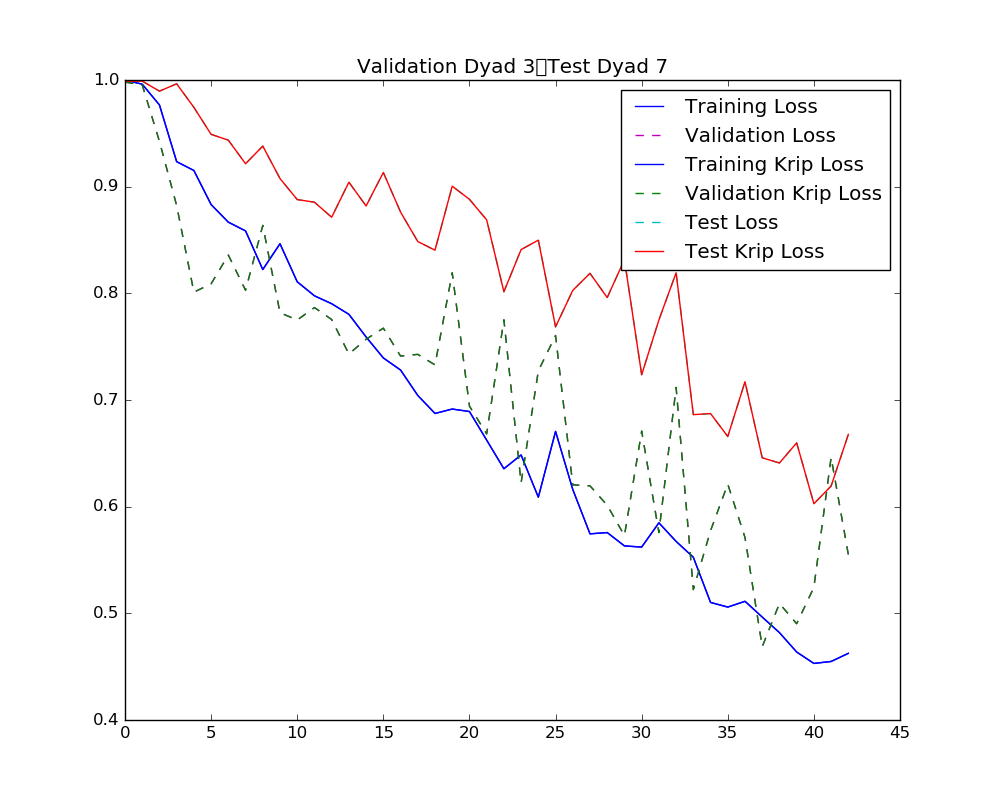 Validation Dyad 3▯Test Dyad 7
1.0
0.9
0.8
0.7
0.6
0.5
0.4
0 5 10 15 20 25 30 35 40 45
Training Loss
Validation Loss
Training Krip Loss
Validation Krip Loss
Test Loss
Test Krip Loss